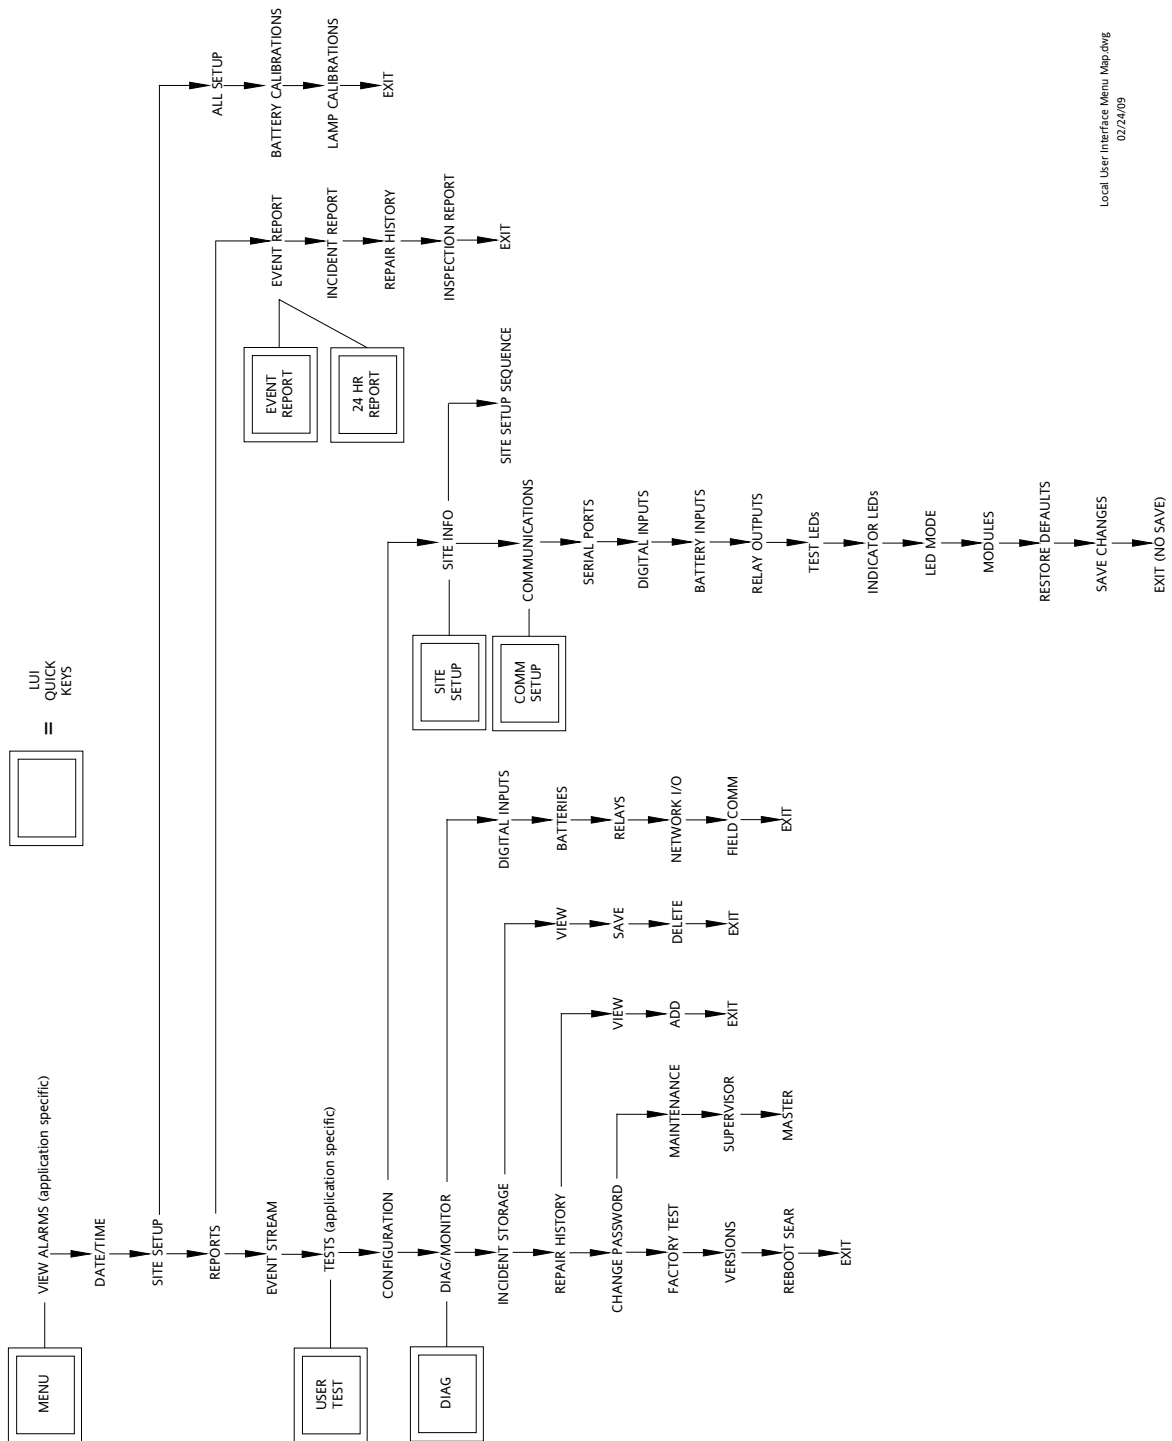 LUI
QUICK
KEYS
=
MENU
VIEW ALARMS (application specific)
DATE/TIME
SITE SETUP
REPORTS
EVENT STREAM
USER
TEST
TESTS (application specific)
CONFIGURATION
DIAG
DIAG/MONITOR
INCIDENT STORAGE
REPAIR HISTORY
CHANGE PASSWORD
FACTORY TEST
VERSIONS
REBOOT SEAR
EXIT
MAINTENANCE
SUPERVISOR
MASTER
VIEW
ADD
EXIT
VIEW
SAVE
DELETE
EXIT
DIGITAL INPUTS
BATTERIES
RELAYS
NETWORK I/O
FIELD COMM
EXIT
SITE
SETUP
SITE INFO
SITE SETUP SEQUENCE
COMM
SETUP
COMMUNICATIONS
SERIAL PORTS
DIGITAL INPUTS
BATTERY INPUTS
RELAY OUTPUTS
TEST LEDs
INDICATOR LEDs
LED MODE
MODULES
RESTORE DEFAULTS
SAVE CHANGES
EXIT (NO SAVE)
EVENT
REPORT
24 HR
REPORT
EVENT REPORT
INCIDENT REPORT
REPAIR HISTORY
INSPECTION REPORT
EXIT
ALL SETUP
BATTERY CALIBRATIONS
LAMP CALIBRATIONS
EXIT
Local User Interface Menu Map.dwg
02/24/09